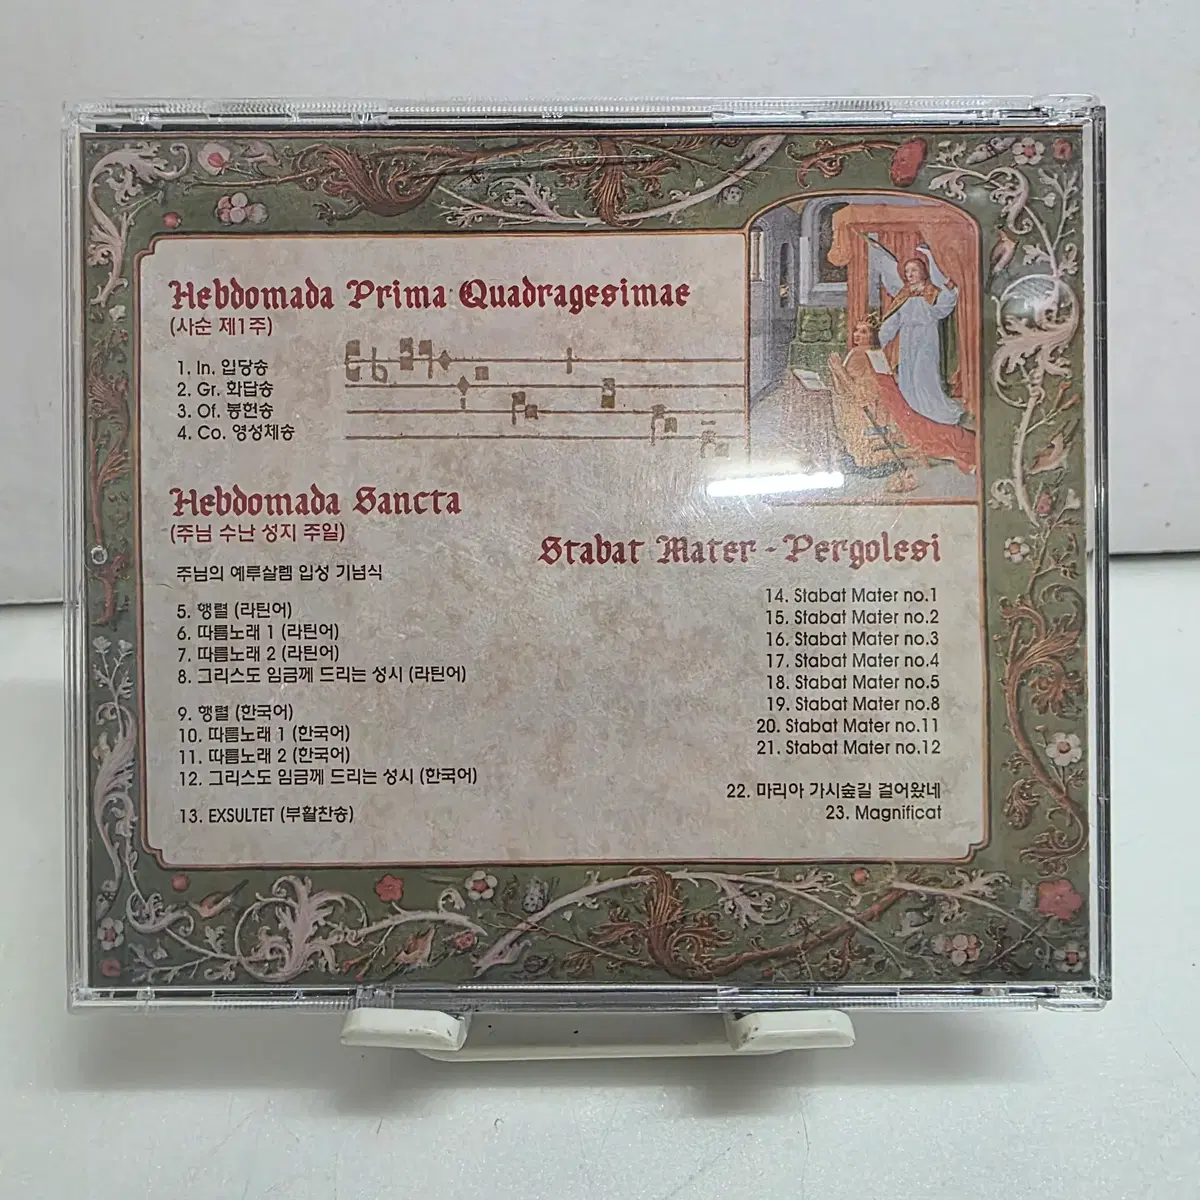 Hebdomada Prima Quadragesimae
(사순 제1주)
1. In. 입당송
2. Gr. 화답송
3. Of. 봉헌송
4. Co. 영성체송
Hebdomada Sancta
(주님 수난 성지 주일)
주님의 예루살렘 입성 기념식
5. 행렬 (라틴어)
6. 따름노래 1 (라틴어)
7. 따름노래 2 (라틴어)
8. 그리스도 임금께 드리는 성시 (라틴어)
9. 행렬 (한국어)
10. 따름노래 1 (한국어)
11. 따름노래 2 (한국어)
12. 그리스도 임금께 드리는 성시 (한국어)
13. EXSULTET (부활찬송)
Stabat Mater - Pergolesi
14. Stabat Mater no.1
15. Stabat Mater no.2
16. Stabat Mater no.3
17. Stabat Mater no.4
18. Stabat Mater no.5
19. Stabat Mater no.8
20. Stabat Mater no.11
21. Stabat Mater no.12
22. 마리아 가시숲길 걸어왔네
23. Magnificat